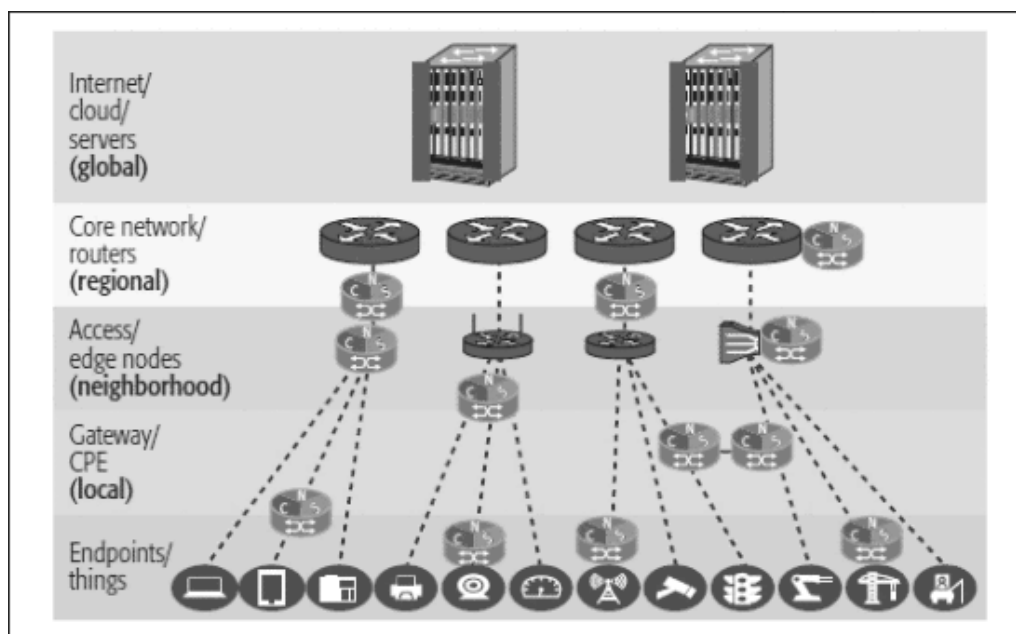 Internet/
cloud/
servers
(global)
Core network/
routers
(regional)
N
C S
N
C S
N
C S
Access/
edge nodes
(neighborhood)
N
C S
N
C S
N
C S
Gateway/
CPE
(local)
N
C S
N
C S
N
C S
Endpoints/
things
N
C S
N
C S
N
C S